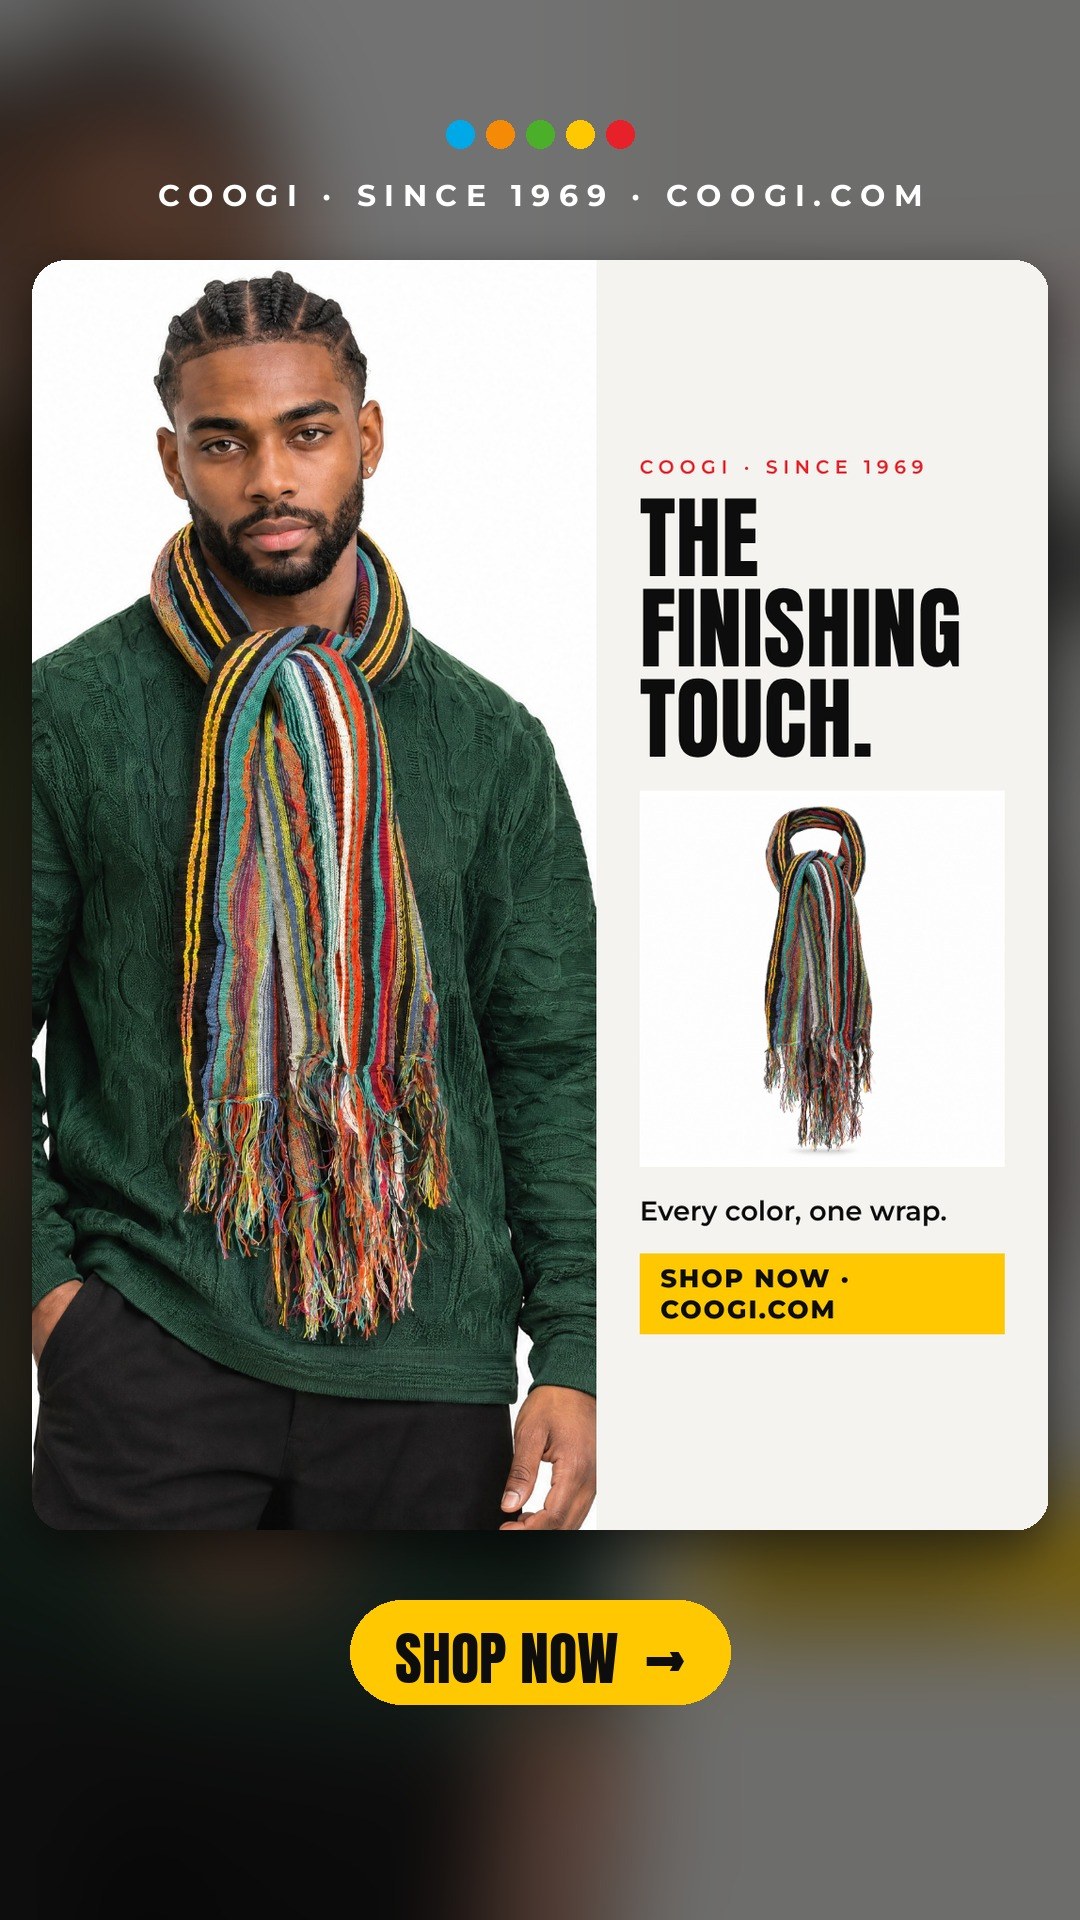 COOGI · SINCE 1969 · COOGI.COM
COOGI · SINCE 1969
THE
FINISHING
TOUCH.
Every color, one wrap.
SHOP NOW ·
COOGI.COM
SHOP NOW →